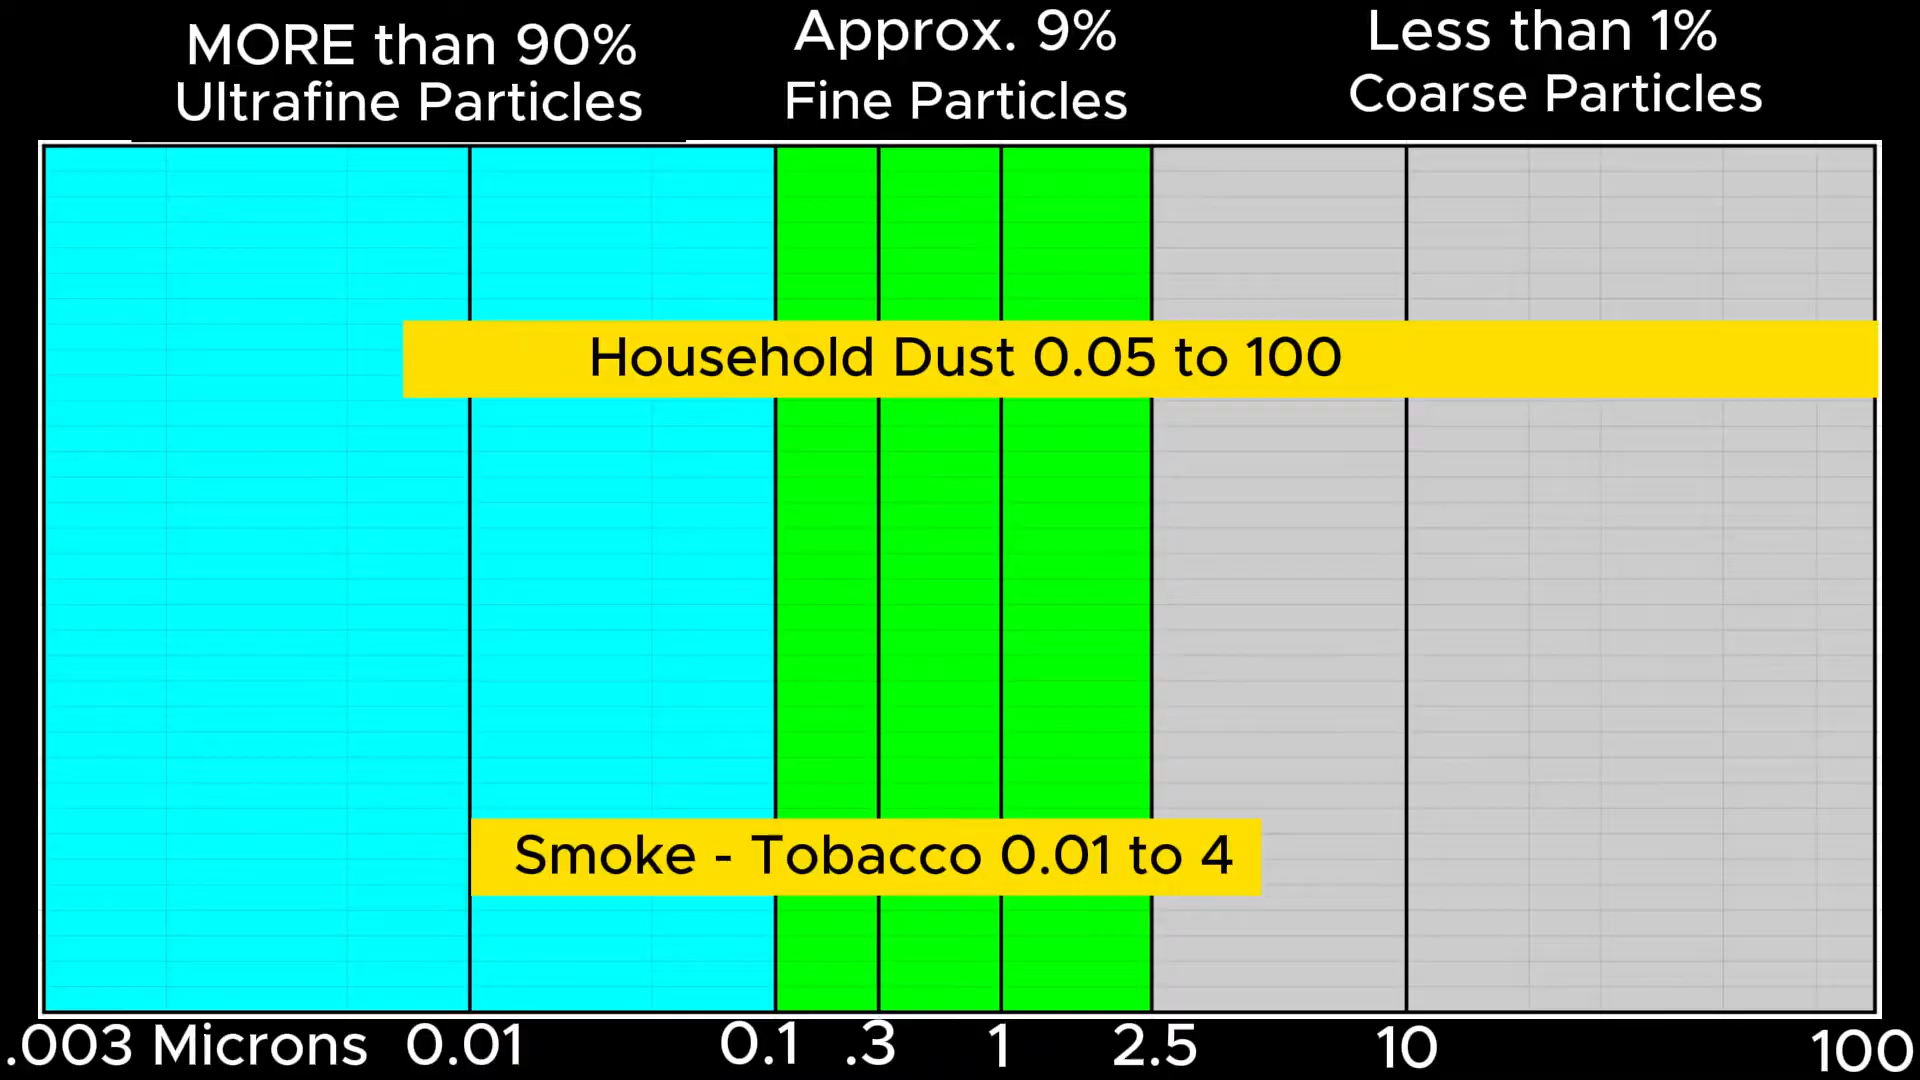 MORE than 90%
Ultrafine Particles
Approx. 9%
Fine Particles
Less than 1%
Coarse Particles
Household Dust 0.05 to 100
Smoke - Tobacco 0.01 to 4
.003 Microns 0.01 0.1 .3 1 2.5 10 100